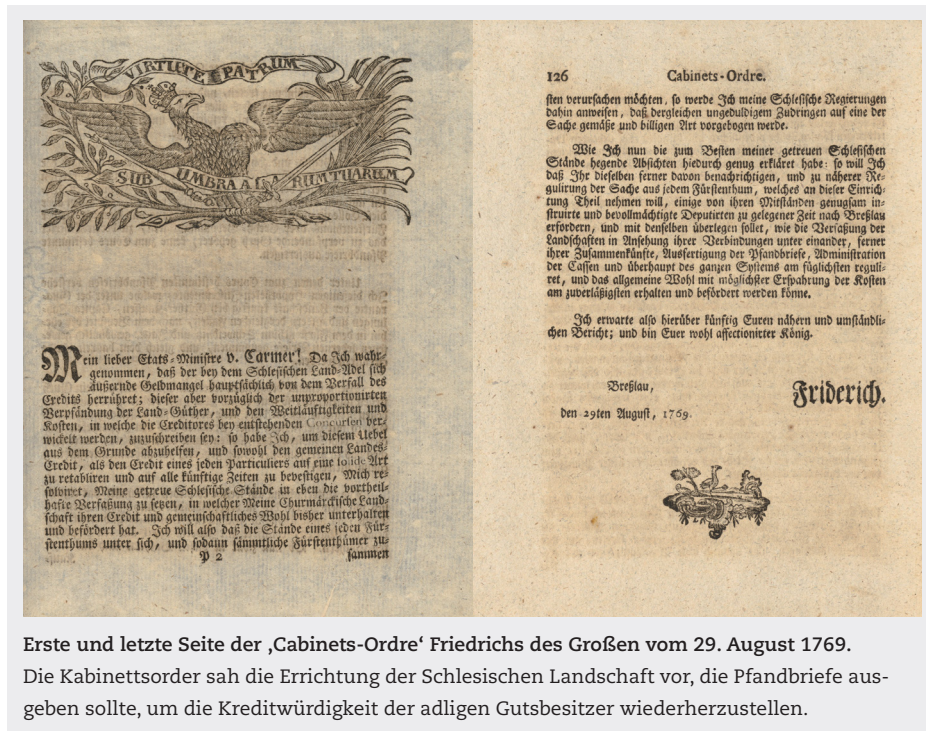 VIRTUTE PATRUM
SUB UMBRA ALARUM TUARUM
Mein lieber Etats-Ministre v. Carmer! Da Ich wahr-
genommen, daß der bey dem Schlesischen Land-Adel sich
äußernde Geldmangel hauptsächlich von dem Verfall des
Credits herrühret; dieser aber vorzüglich der unproportionirten
Verpfändung der Land-Güther, und den Weitläuftigkeiten und
Kosten, in welche die Creditores bey entstehenden Concursen ver-
wickelt werden, zuzuschreiben sey: so habe Ich, um diesem Uebel
aus dem Grunde abzuhelfen, und sowohl den gemeinen Landes-
Credit, als den Credit eines jeden Particuliers auf eine solide Art
zu retabliren und auf alle künftige Zeiten zu bevestigen, Mich re-
solviret, Meine getreue Schlesische Stände in eben die vortheil-
hafte Verfaßung zu setzen, in welcher Meine Churmärckische Land-
schaft ihren Credit und gemeinschaftliches Wohl bisher unterhalten
und befördert hat. Ich will also daß die Stände eines jeden Für-
stenthums unter sich, und sodann sämmtliche Fürstenthümer zu-
P 2 sammen
126 Cabinets-Ordre.
sten verursachen möchten, so werde Ich meine Schlesische Regierungen
dahin anweisen, daß dergleichen ungeduldigem Zudringen auf eine der
Sache gemäße und billigen Art vorgebogen werde.
Wie Ich nun die zum Besten meiner getreuen Schlesischen
Stände hegende Absichten hiedurch genug erkläret habe: so will Ich
daß Ihr dieselben ferner davon benachrichtigen, und zu näherer Re-
gulirung der Sache aus jedem Fürstenthum, welches an dieser Einrich-
tung Theil nehmen will, einige von ihren Mitständen genugsam in-
struirte und bevollmächtigte Deputirten zu gelegener Zeit nach Breßlau
erfordern, und mit denselben überlegen sollet, wie die Verfaßung der
Landschaften in Ansehung ihrer Verbindungen unter einander, ferner
ihrer Zusammenkünfte, Ausfertigung der Pfandbriefe, Administration
der Cassen und überhaupt des ganzen Systems am füglichsten reguli-
ret, und das allgemeine Wohl mit möglichster Erspahrung der Kosten
am zuverläßigsten erhalten und befördert werden könne.
Ich erwarte also hierüber künftig Euren nähern und umständli-
chen Bericht; und bin Euer wohl affectionirter König.
Breßlau,
den 29ten August, 1769.
Friderich.
Erste und letzte Seite der ‚Cabinets-Ordre‘ Friedrichs des Großen vom 29. August 1769.
Die Kabinettsorder sah die Errichtung der Schlesischen Landschaft vor, die Pfandbriefe aus-
geben sollte, um die Kreditwürdigkeit der adligen Gutsbesitzer wiederherzustellen.